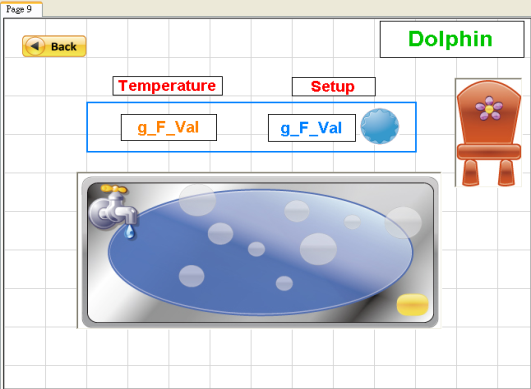 Page 9
Back
Dolphin
Temperature
Setup
g_F_Val
g_F_Val